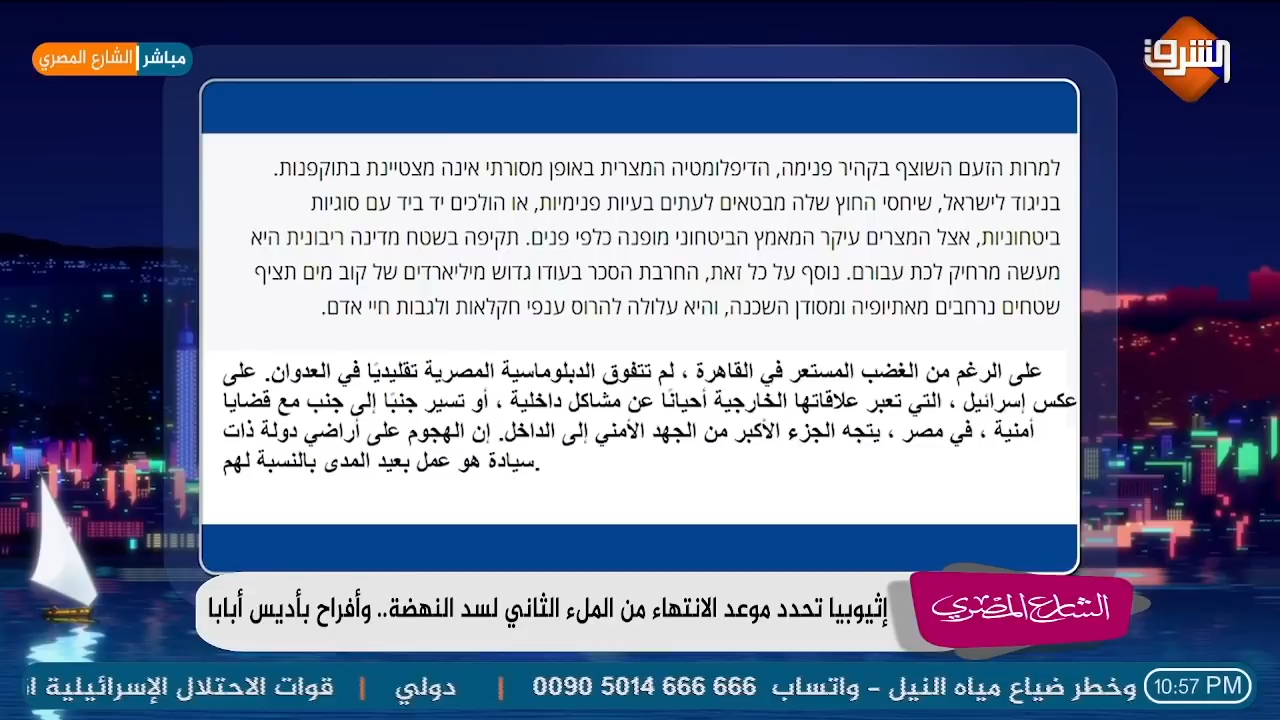 مباشر الشارع المصري
الشرق
למרות הזעם השוצף בקהיר פנימה, הדיפלומטיה המצרית באופן מסורתי אינה מצטיינת בתוקפנות.
בניגוד לישראל, שיחסי החוץ שלה מבטאים לעתים בעיות פנימיות, או הולכים יד ביד עם סוגיות
ביטחוניות, אצל המצרים עיקר המאמץ הביטחוני מופנה כלפי פנים. תקיפה בשטח מדינה ריבונית היא
מעשה מרחיק לכת עבורם. נוסף על כל זאת, החרבת הסכר בעודו גדוש מיליארדים של קוב מים תציף
שטחים נרחבים מאתיופיה ומסודן השכנה, והיא עלולה להרוס ענפי חקלאות ולגבות חיי אדם.
على الرغم من الغضب المستعر في القاهرة ، لم تتفوق الدبلوماسية المصرية تقليديًا في العدوان. على
عكس إسرائيل ، التي تعبر علاقاتها الخارجية أحيانًا عن مشاكل داخلية ، أو تسير جنبًا إلى جنب مع قضايا
أمنية ، في مصر ، يتجه الجزء الأكبر من الجهد الأمني إلى الداخل. إن الهجوم على أراضي دولة ذات
سيادة هو عمل بعيد المدى بالنسبة لهم.
الشارع المصري
إثيوبيا تحدد موعد الانتهاء من الملء الثاني لسد النهضة.. وأفراح بأديس أبابا
10:57 PM وخطر ضياع مياه النيل - واتساب 0090 5014 666 666 | دولي | قوات الاحتلال الإسرائيلية